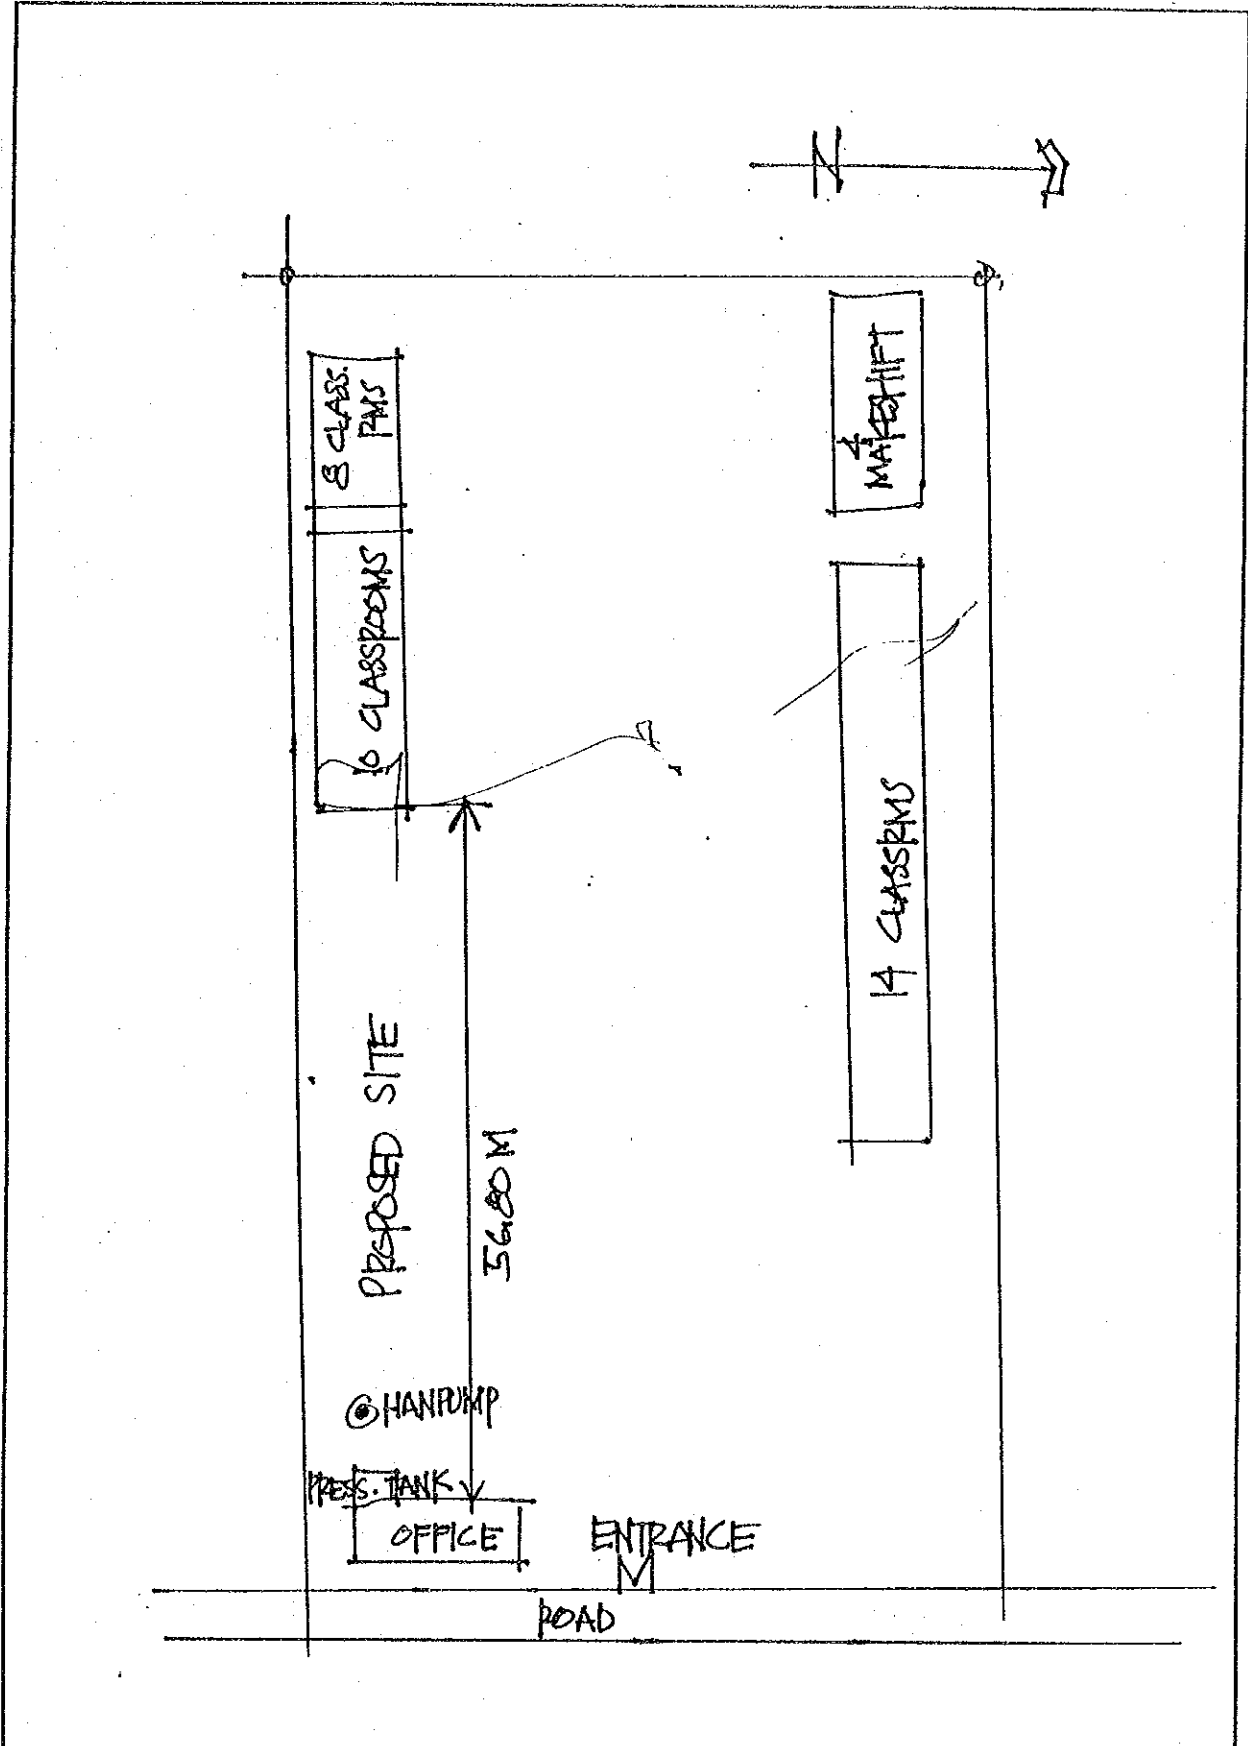 N
8 CLASS.
RMS
4
MAKESHIFT
10 CLASSROOMS
14 CLASSRMS
PROPOSED SITE
56.80 M
HANPUMP
PRESS. TANK
OFFICE
ENTRANCE
ROAD